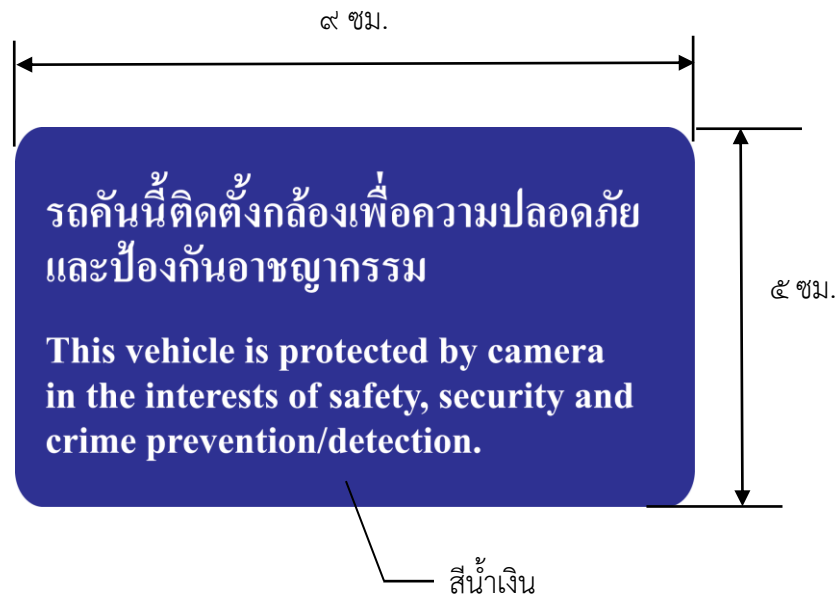 ๙ ซม.
รถคันนี้ติดตั้งกล้องเพื่อความปลอดภัย
และป้องกันอาชญากรรม
๕ ซม.
This vehicle is protected by camera
in the interests of safety, security and
crime prevention/detection.
สีน้ำเงิน